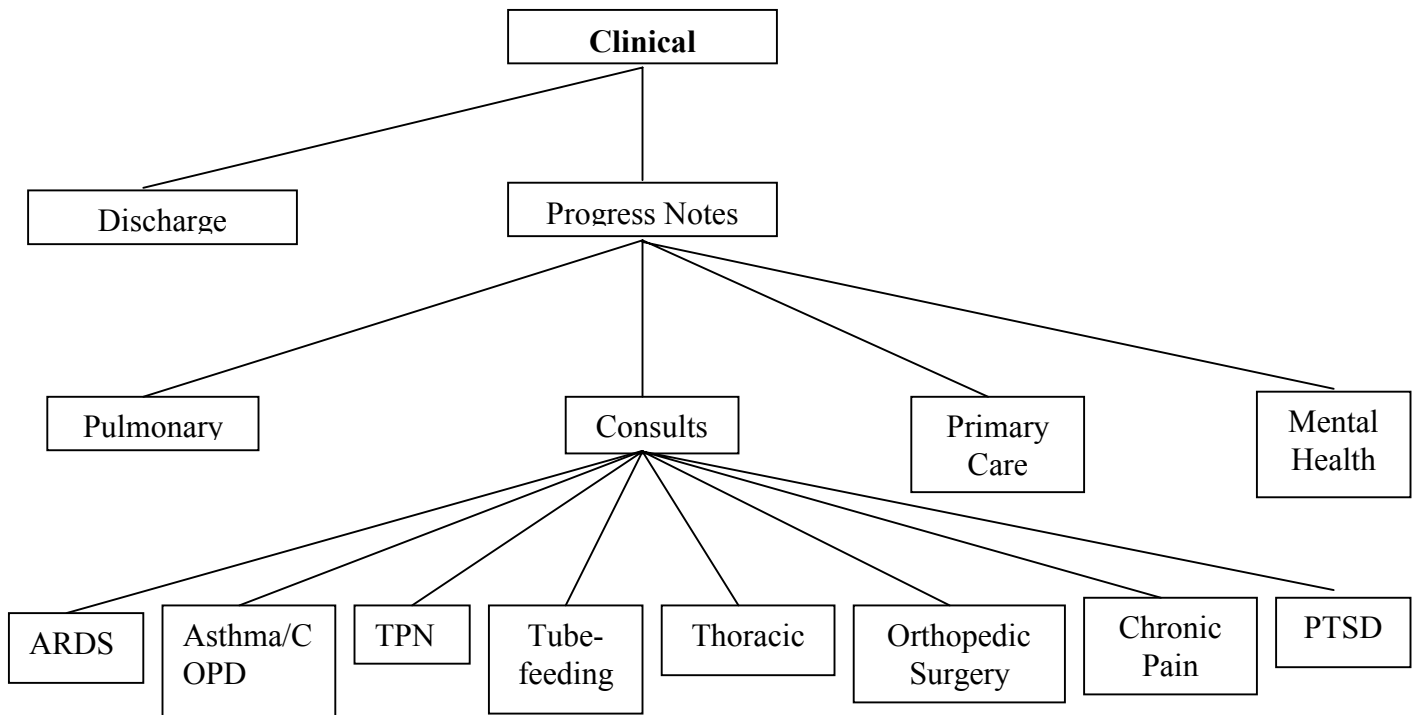 Clinical
Discharge
Progress Notes
Pulmonary
Consults
Primary
Care
Mental
Health
ARDS
Asthma/C
OPD
TPN
Tube-
feeding
Thoracic
Orthopedic
Surgery
Chronic
Pain
PTSD